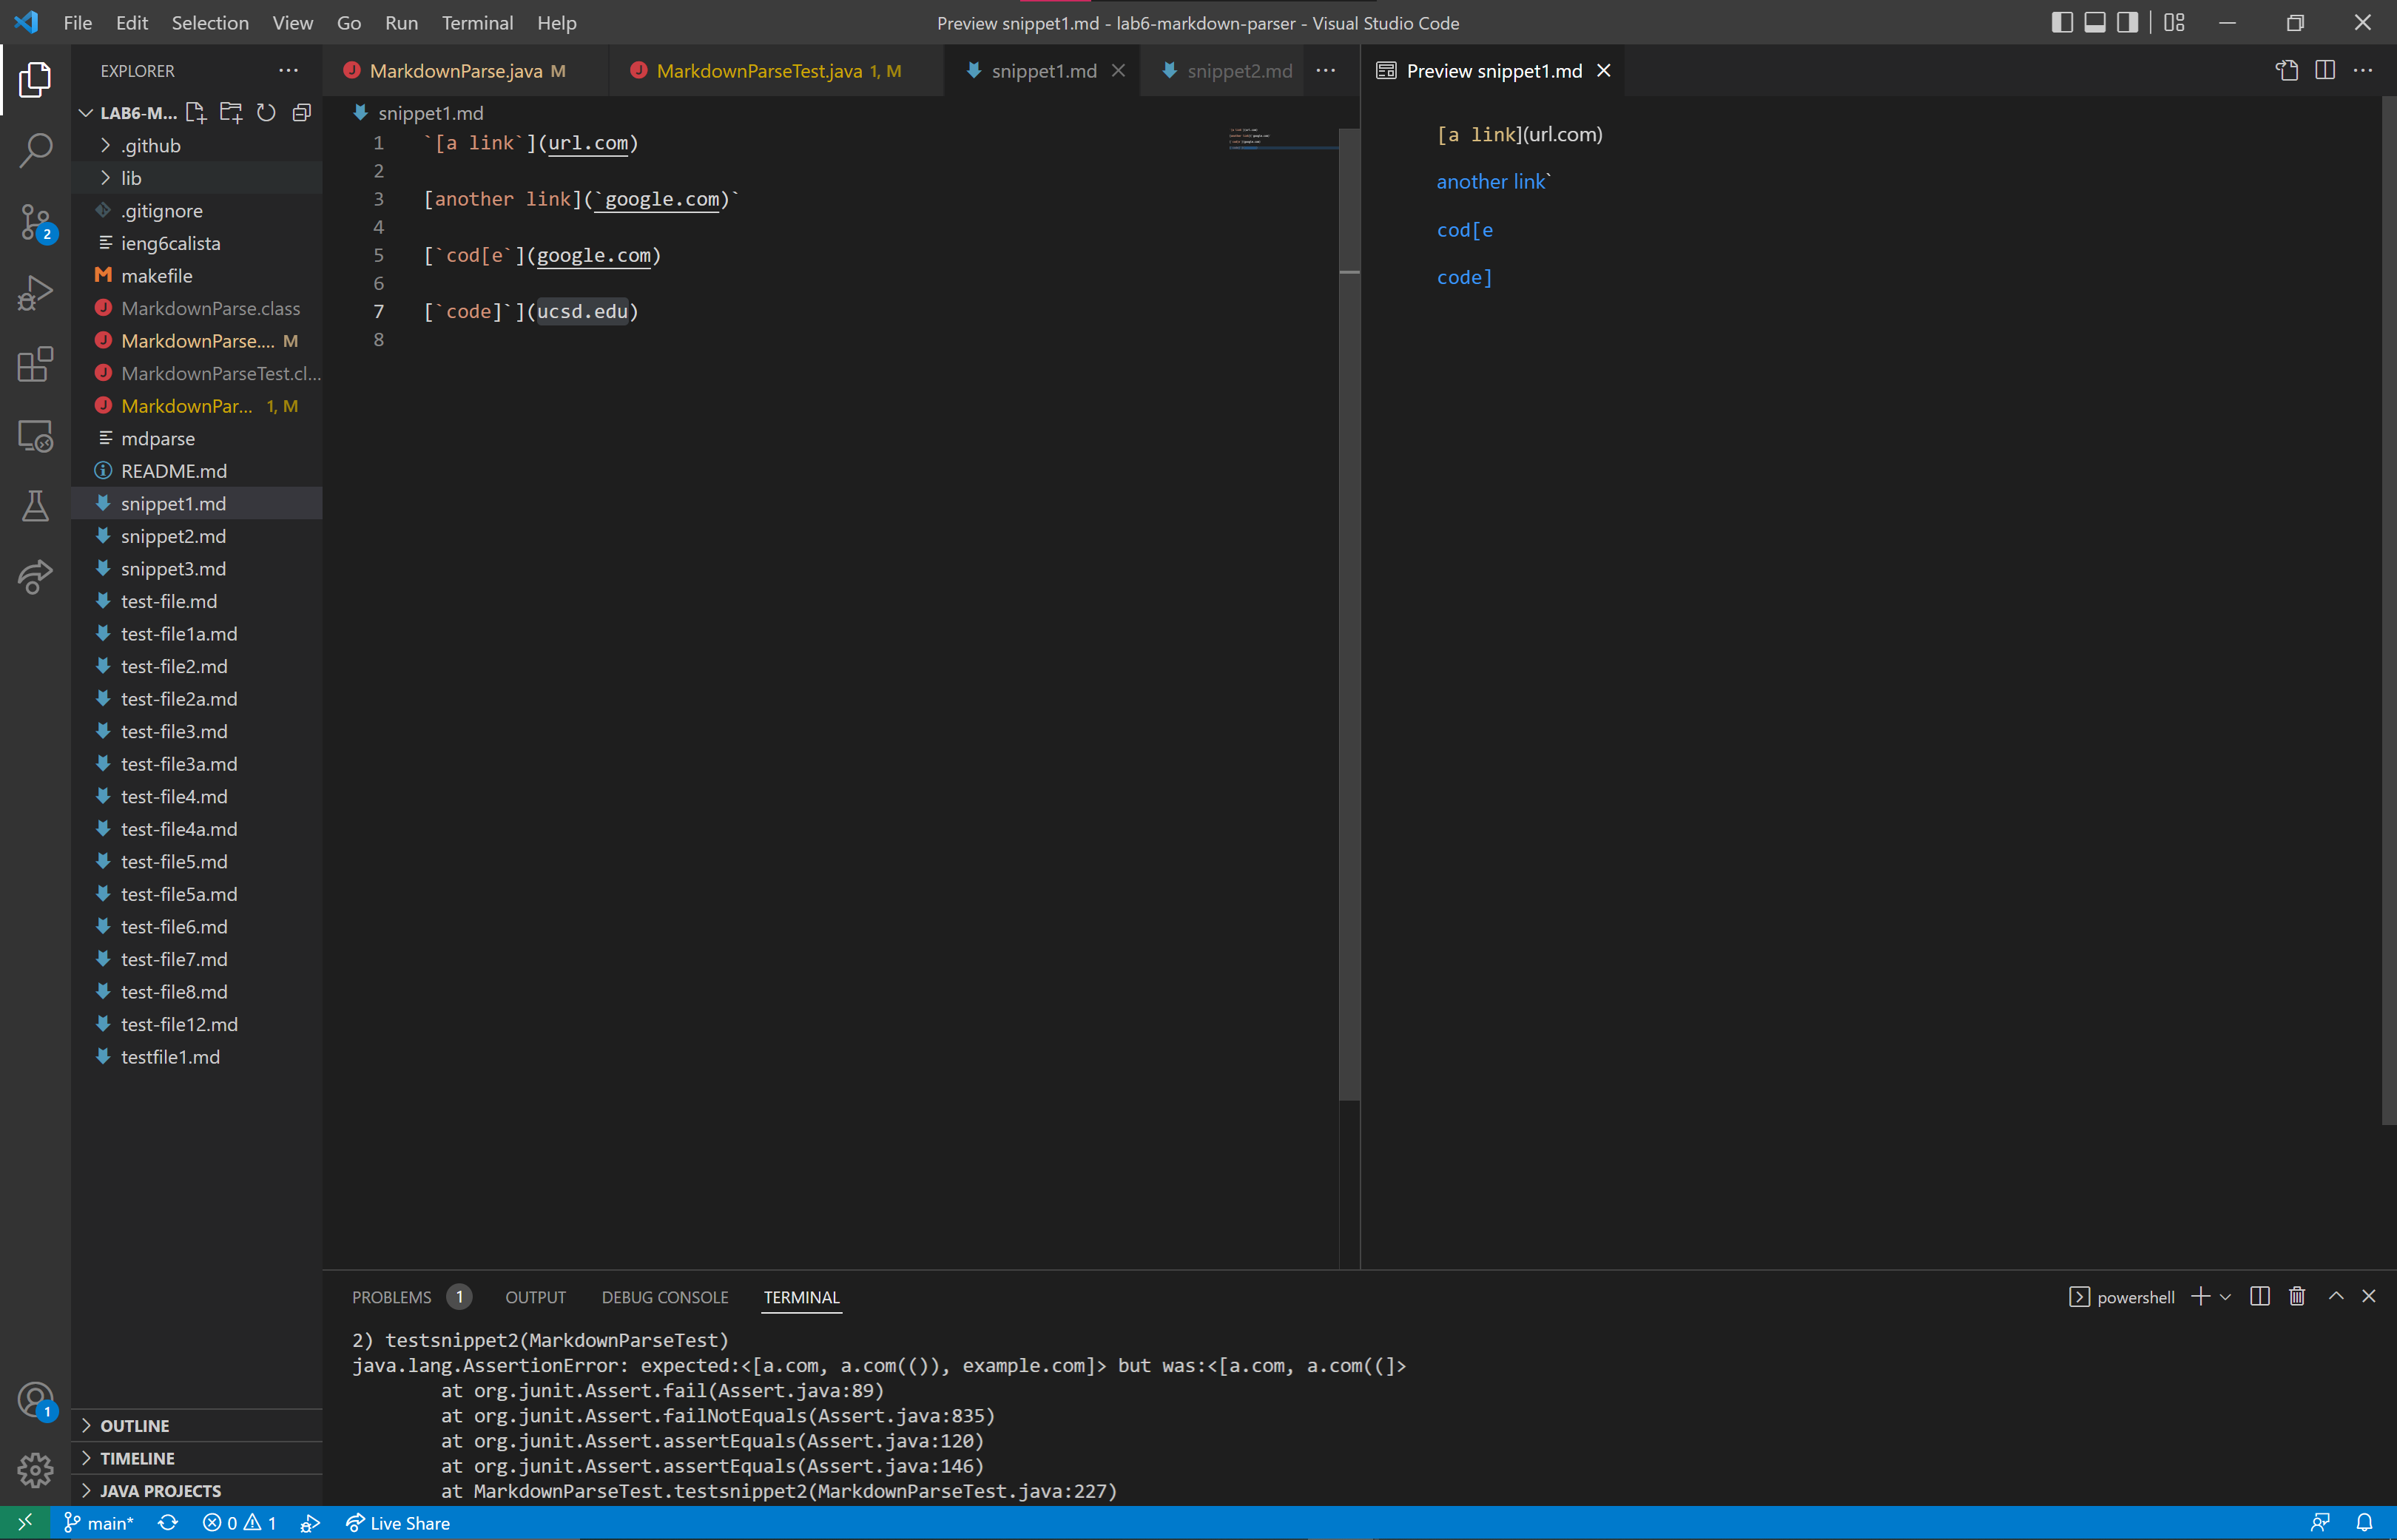 File Edit Selection View Go Run Terminal Help
Preview snippet1.md - lab6-markdown-parser - Visual Studio Code
EXPLORER
LAB6-M...
.github
lib
.gitignore
ieng6calista
makefile
MarkdownParse.class
MarkdownParse.... M
MarkdownParseTest.cl...
MarkdownPar... 1, M
mdparse
README.md
snippet1.md
snippet2.md
snippet3.md
test-file.md
test-file1a.md
test-file2.md
test-file2a.md
test-file3.md
test-file3a.md
test-file4.md
test-file4a.md
test-file5.md
test-file5a.md
test-file6.md
test-file7.md
test-file8.md
test-file12.md
testfile1.md
OUTLINE
TIMELINE
JAVA PROJECTS
2
1
MarkdownParse.java M MarkdownParseTest.java 1, M snippet1.md snippet2.md
snippet1.md
1 `[a link`](url.com)
2
3 [another link](`google.com)`
4
5 [`cod[e`](google.com)
6
7 [`code]`](ucsd.edu)
8
Preview snippet1.md
[a link](url.com)
another link`
cod[e
code]
PROBLEMS 1 OUTPUT DEBUG CONSOLE TERMINAL
powershell
2) testsnippet2(MarkdownParseTest)
java.lang.AssertionError: expected:<[a.com, a.com(()), example.com]> but was:<[a.com, a.com((]>
at org.junit.Assert.fail(Assert.java:89)
at org.junit.Assert.failNotEquals(Assert.java:835)
at org.junit.Assert.assertEquals(Assert.java:120)
at org.junit.Assert.assertEquals(Assert.java:146)
at MarkdownParseTest.testsnippet2(MarkdownParseTest.java:227)
main* 0 1 Live Share